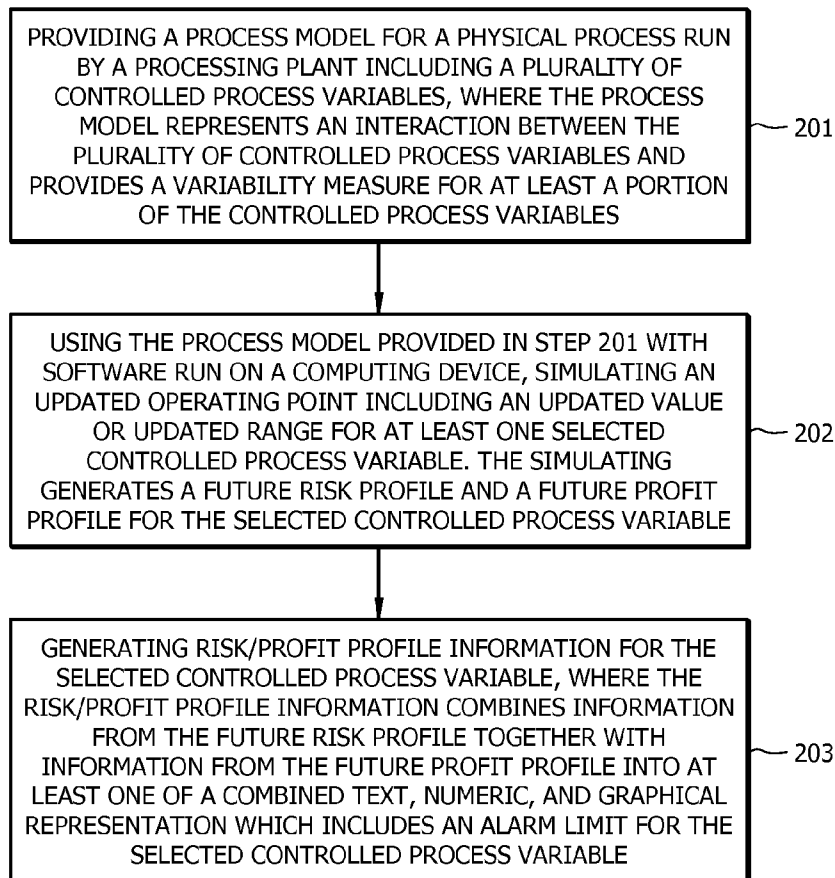 PROVIDING A PROCESS MODEL FOR A PHYSICAL PROCESS RUN
BY A PROCESSING PLANT INCLUDING A PLURALITY OF
CONTROLLED PROCESS VARIABLES, WHERE THE PROCESS
MODEL REPRESENTS AN INTERACTION BETWEEN THE
PLURALITY OF CONTROLLED PROCESS VARIABLES AND
PROVIDES A VARIABILITY MEASURE FOR AT LEAST A PORTION
OF THE CONTROLLED PROCESS VARIABLES
201
USING THE PROCESS MODEL PROVIDED IN STEP 201 WITH
SOFTWARE RUN ON A COMPUTING DEVICE, SIMULATING AN
UPDATED OPERATING POINT INCLUDING AN UPDATED VALUE
OR UPDATED RANGE FOR AT LEAST ONE SELECTED
CONTROLLED PROCESS VARIABLE. THE SIMULATING
GENERATES A FUTURE RISK PROFILE AND A FUTURE PROFIT
PROFILE FOR THE SELECTED CONTROLLED PROCESS VARIABLE
202
GENERATING RISK/PROFIT PROFILE INFORMATION FOR THE
SELECTED CONTROLLED PROCESS VARIABLE, WHERE THE
RISK/PROFIT PROFILE INFORMATION COMBINES INFORMATION
FROM THE FUTURE RISK PROFILE TOGETHER WITH
INFORMATION FROM THE FUTURE PROFIT PROFILE INTO AT
LEAST ONE OF A COMBINED TEXT, NUMERIC, AND GRAPHICAL
REPRESENTATION WHICH INCLUDES AN ALARM LIMIT FOR THE
SELECTED CONTROLLED PROCESS VARIABLE
203